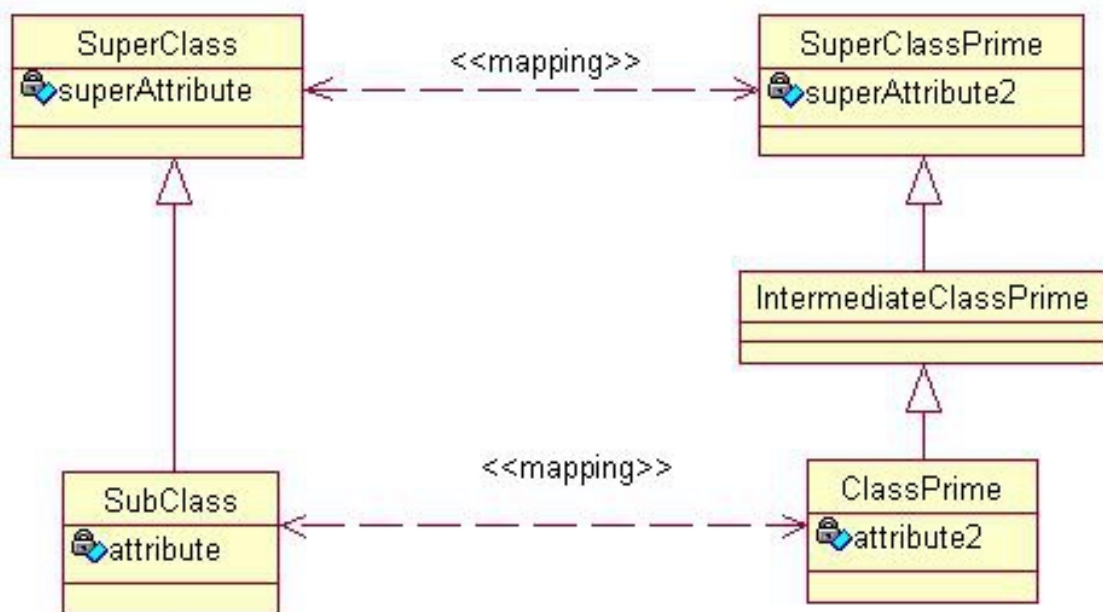 SuperClass
superAttribute
<<mapping>>
SuperClassPrime
superAttribute2
IntermediateClassPrime
<<mapping>>
SubClass
attribute
ClassPrime
attribute2